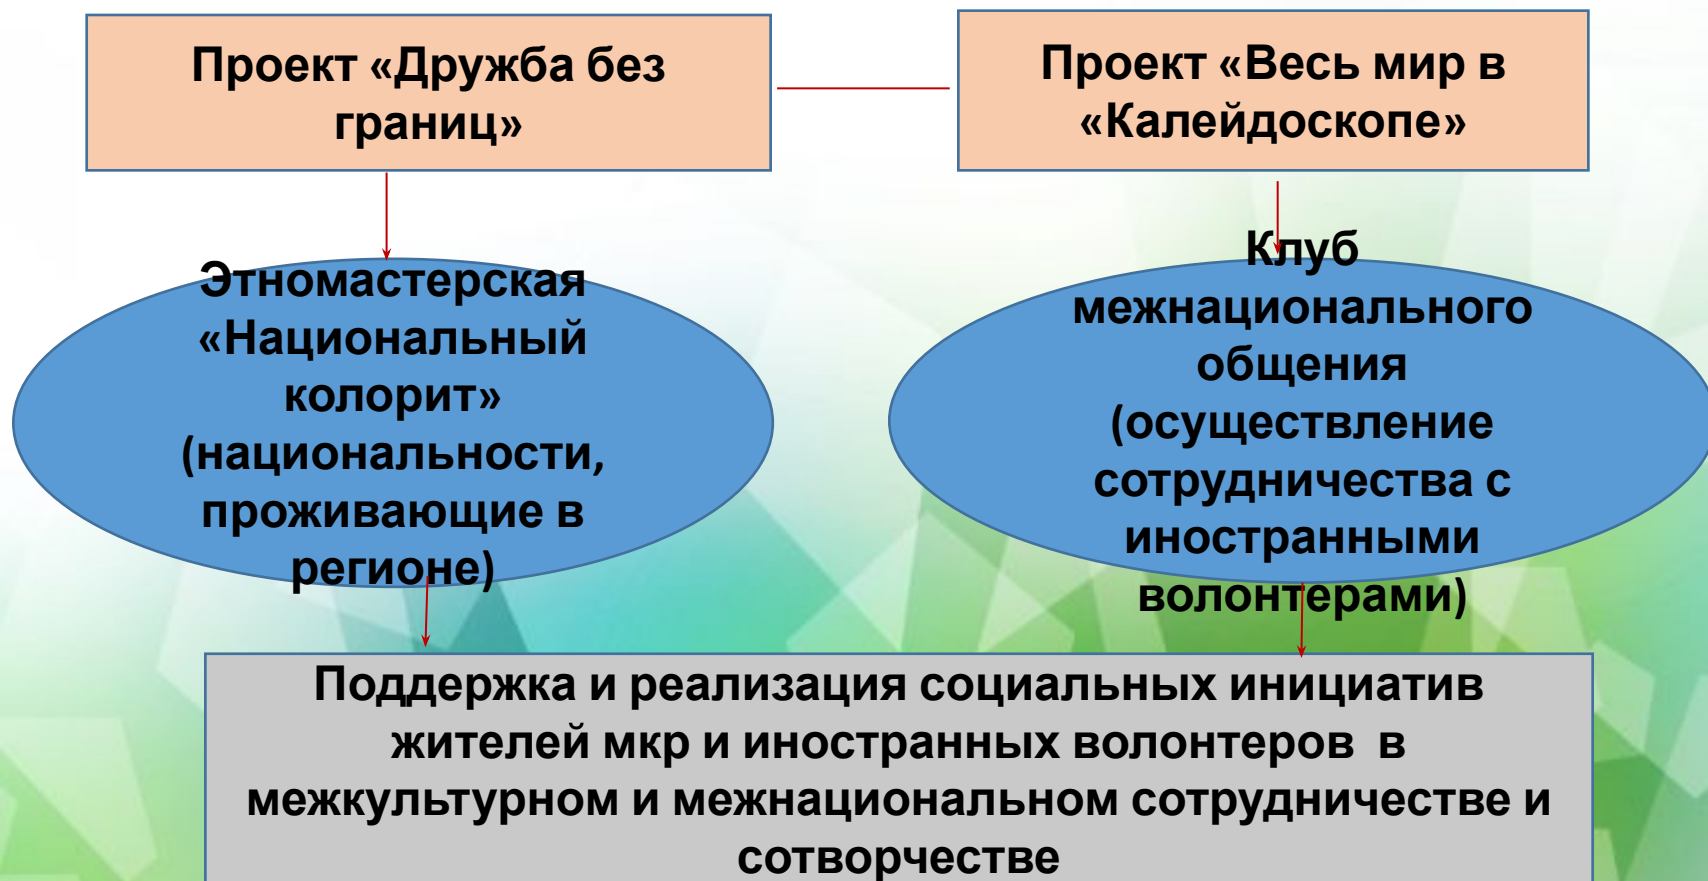 Проект «Дружба без
границ»
Проект «Весь мир в
«Калейдоскопе»
Этномастерская
«Национальный
колорит»
(национальности,
проживающие в
регионе)
Клуб
межнационального
общения
(осуществление
сотрудничества с
иностранными
волонтерами)
Поддержка и реализация социальных инициатив
жителей мкр и иностранных волонтеров в
межкультурном и межнациональном сотрудничестве и
сотворчестве